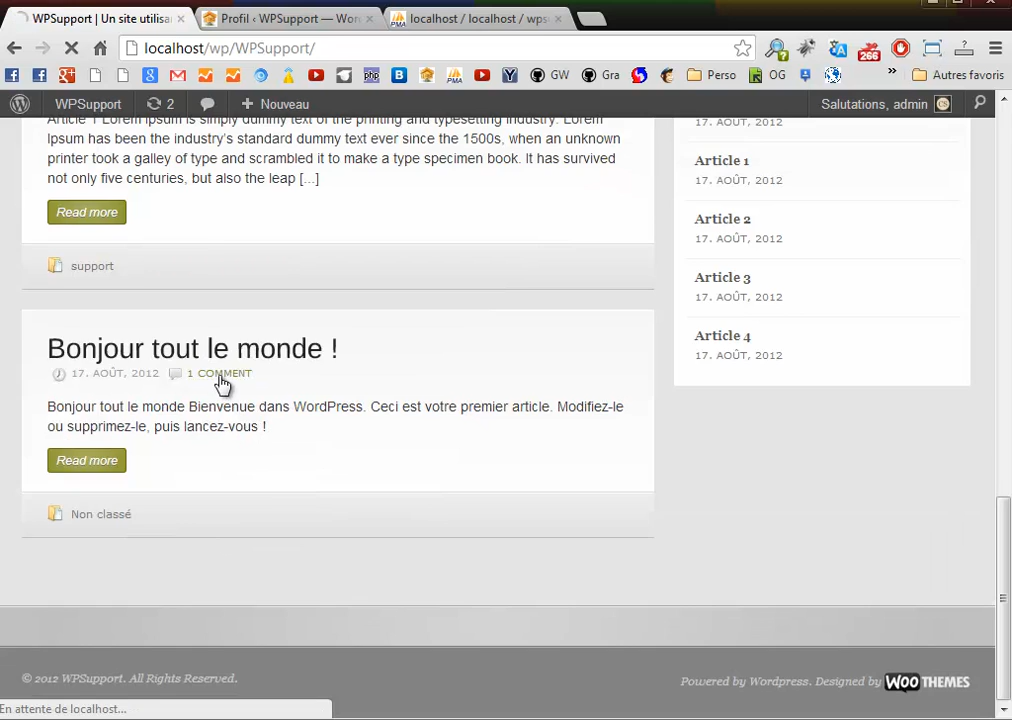 WPSupport | Un site utilisa
Profil ‹ WPSupport — Wor
localhost / localhost / wps
localhost/wp/WPSupport/
266
GW
Gra
Perso
OG
»
Autres favoris
WPSupport
2
+ Nouveau
Salutations, admin
Article 1 Lorem Ipsum is simply dummy text of the printing and typesetting industry. Lorem
Ipsum has been the industry's standard dummy text ever since the 1500s, when an unknown
printer took a galley of type and scrambled it to make a type specimen book. It has survived
not only five centuries, but also the leap [...]
Read more
support
Bonjour tout le monde !
17. AOÛT, 2012
1 COMMENT
Bonjour tout le monde Bienvenue dans WordPress. Ceci est votre premier article. Modifiez-le
ou supprimez-le, puis lancez-vous !
Read more
Non classé
17. AOÛT, 2012
Article 1
17. AOÛT, 2012
Article 2
17. AOÛT, 2012
Article 3
17. AOÛT, 2012
Article 4
17. AOÛT, 2012
© 2012 WPSupport. All Rights Reserved.
Powered by Wordpress. Designed by WOOTHEMES
En attente de localhost...